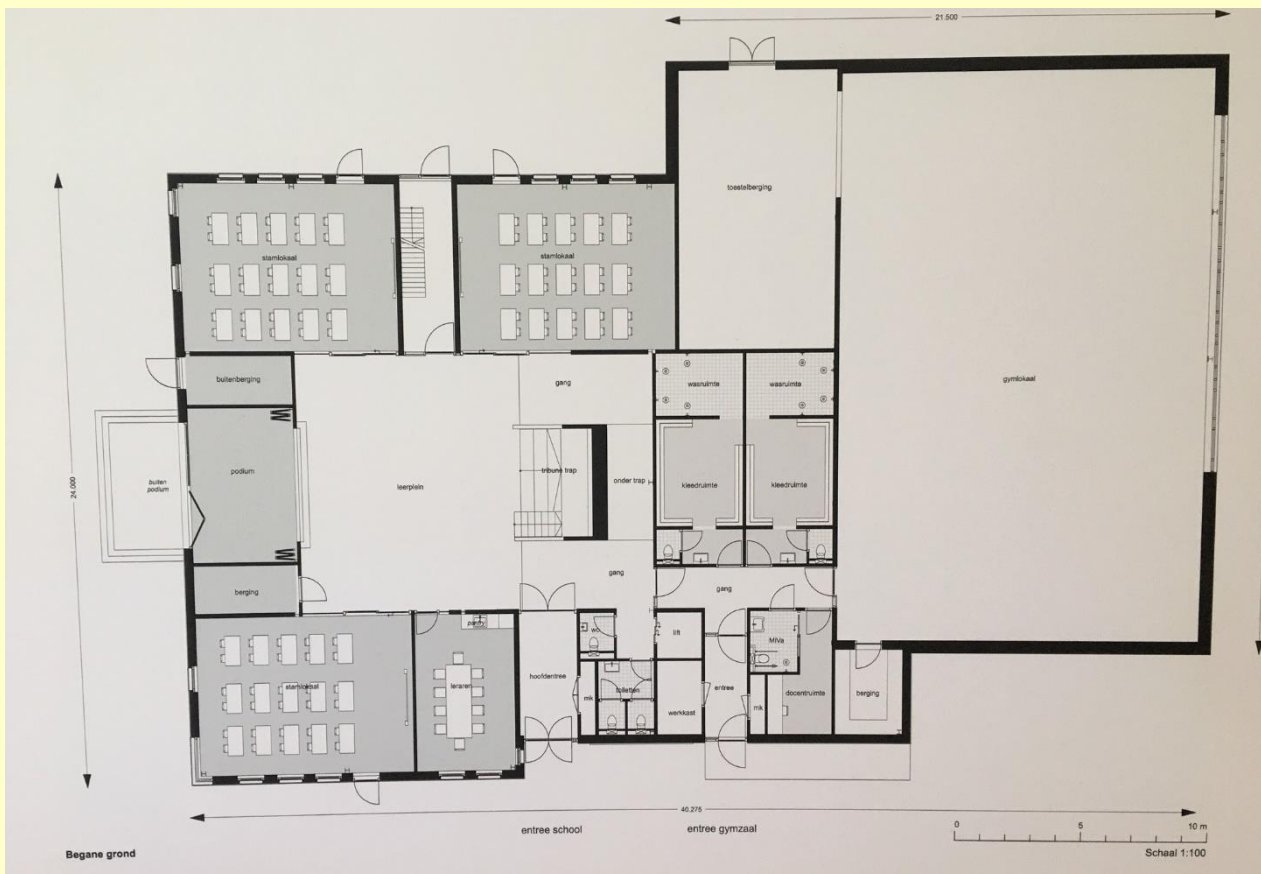 21.500
toestelberging
stamlokaal
stamlokaal
gymlokaal
buitenberging
gang
wasruimte
wasruimte
24.000
buiten
podium
podium
leerplein
tribune trap
onder trap
kleedruimte
kleedruimte
berging
gang
gang
pantry
wc
lift
MiVa
stamlokaal
leraren
hoofdentree
mk
toiletten
werkkast
entree
mk
docentruimte
berging
40.275
entree school
entree gymzaal
0 5 10 m
Schaal 1:100
Begane grond